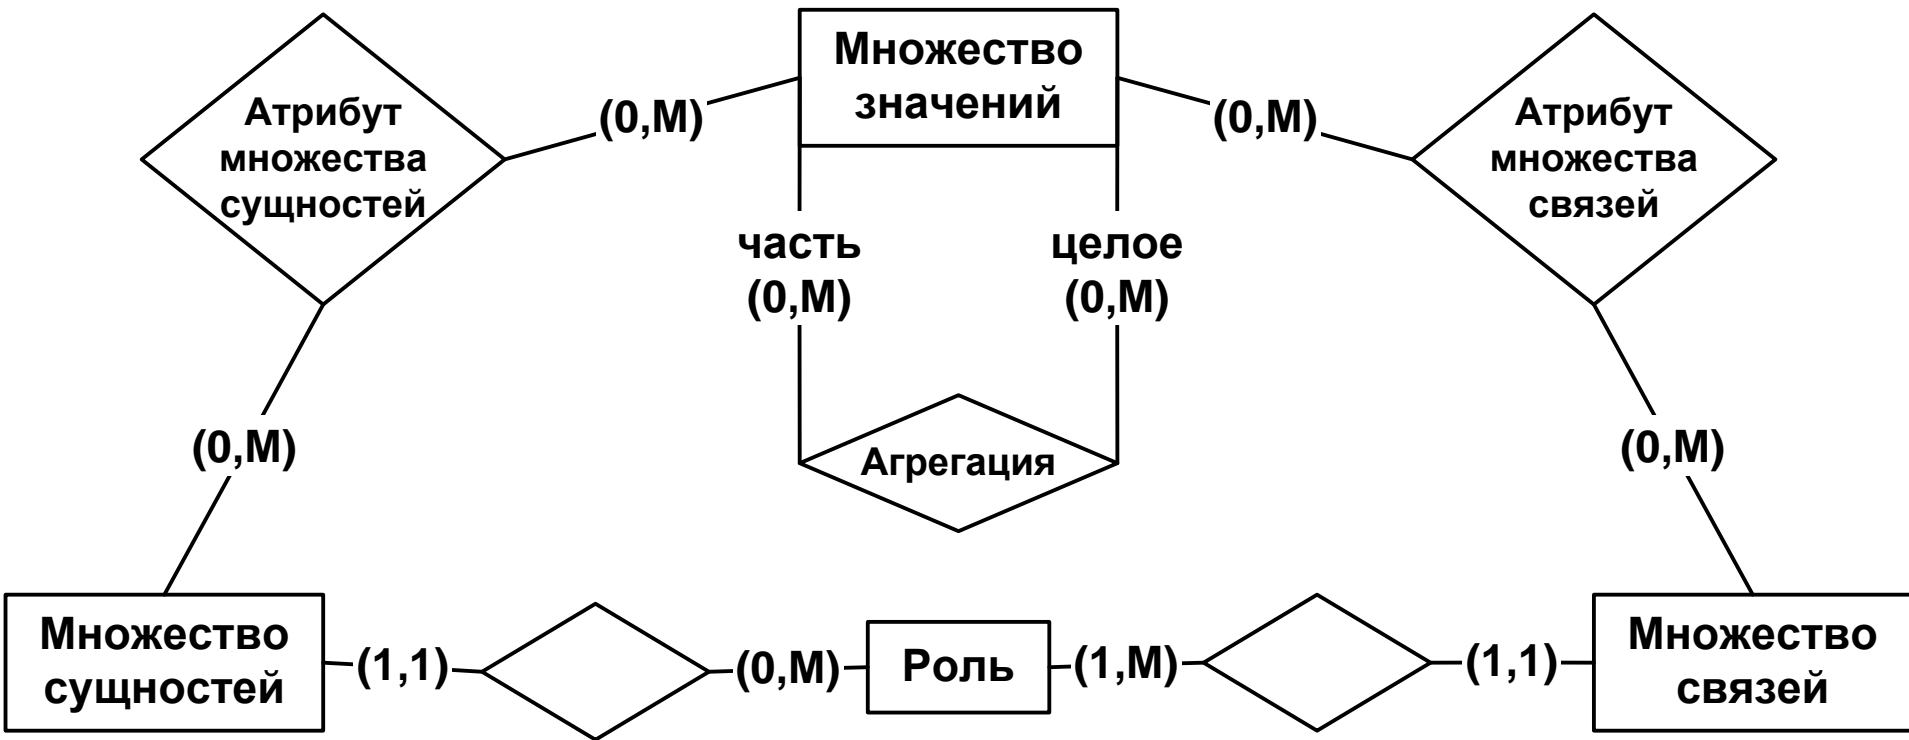 Множество
значений
Атрибут
множества
сущностей
(0,М)
(0,М)
Атрибут
множества
связей
часть
(0,М)
целое
(0,М)
(0,М)
Агрегация
(0,М)
Множество
сущностей
(1,1)
(0,М)
Роль
(1,М)
(1,1)
Множество
связей